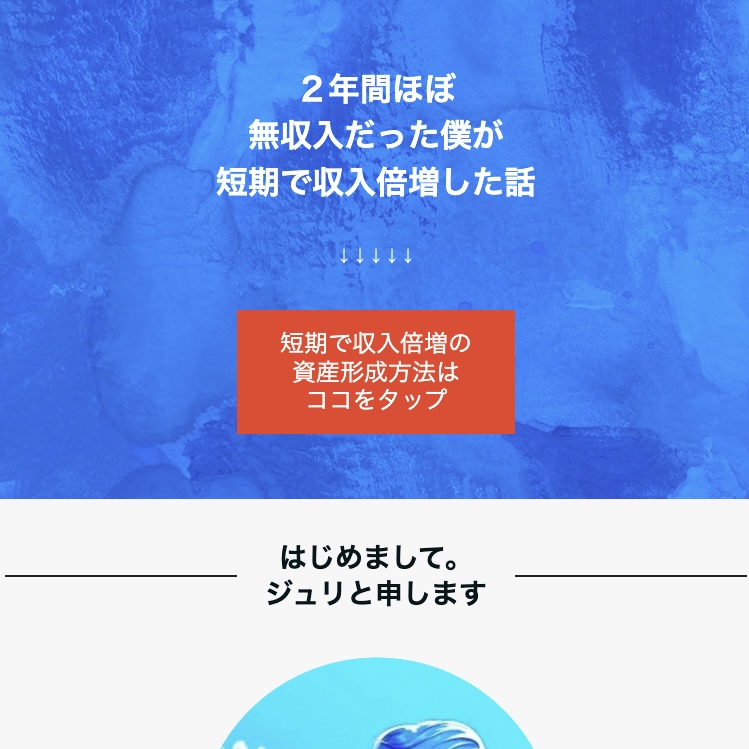 ２年間ほぼ
無収入だった僕が
短期で収入倍増した話
↓↓↓↓↓
短期で収入倍増の
資産形成方法は
ココをタップ
はじめまして。
ジュリと申します